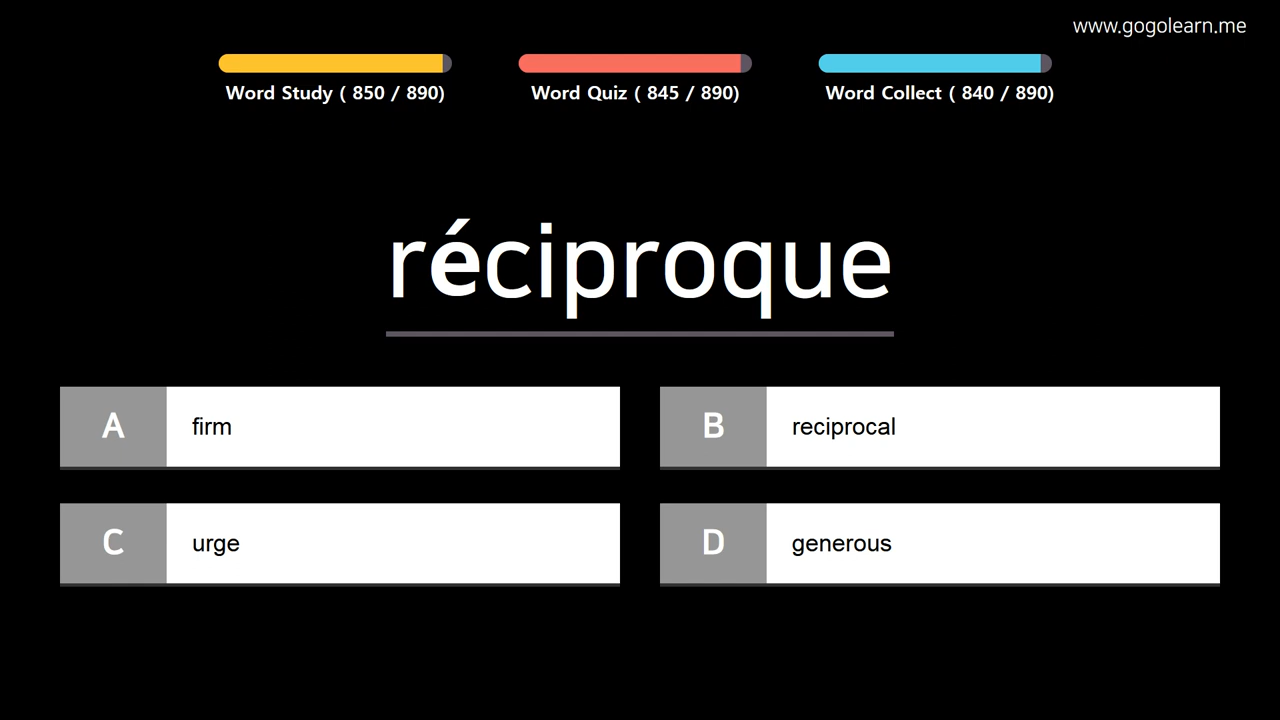 www.gogolearn.me
Word Study ( 850 / 890)
Word Quiz ( 845 / 890)
Word Collect ( 840 / 890)
réciproque
A firm
B reciprocal
C urge
D generous